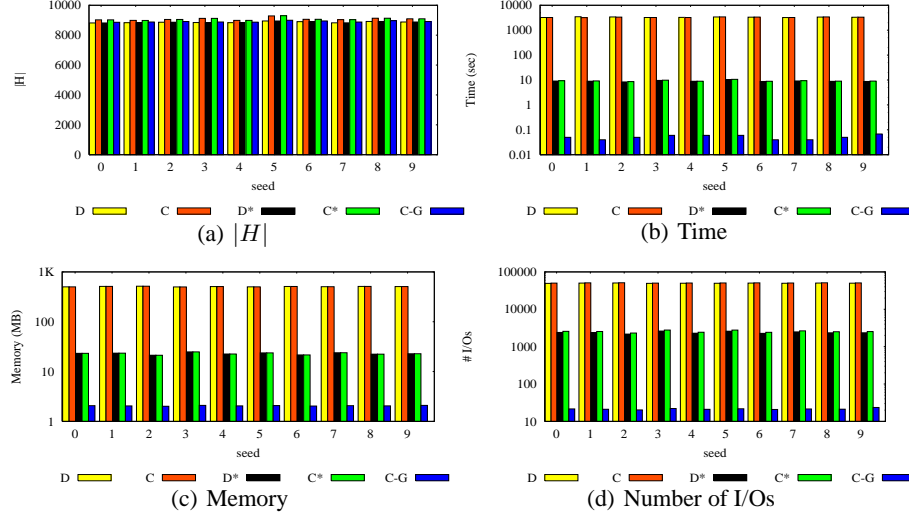 10000
8000
6000
4000
2000
0
|H|
0 1 2 3 4 5 6 7 8 9
seed
D C D* C* C-G
(a) |H|
10000
1000
100
10
1
0.1
0.01
Time (sec)
0 1 2 3 4 5 6 7 8 9
seed
D C D* C* C-G
(b) Time
1K
100
10
1
Memory (MB)
0 1 2 3 4 5 6 7 8 9
seed
D C D* C* C-G
(c) Memory
100000
10000
1000
100
10
# I/Os
0 1 2 3 4 5 6 7 8 9
seed
D C D* C* C-G
(d) Number of I/Os